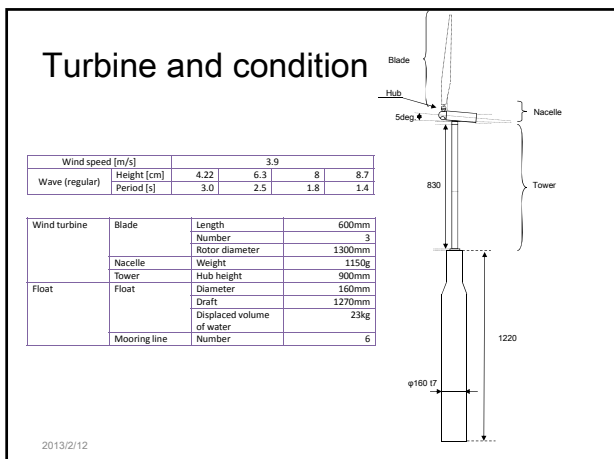 Turbine and condition
Wind speed [m/s] 3.9
Wave (regular) Height [cm] 4.22 6.3 8 8.7
Period [s] 3.0 2.5 1.8 1.4
Wind turbine Blade Length 600mm
Number 3
Rotor diameter 1300mm
Nacelle Weight 1150g
Tower Hub height 900mm
Float Float Diameter 160mm
Draft 1270mm
Displaced volume 23kg
of water
Mooring line Number 6
Blade
Hub
5deg.
Nacelle
830
Tower
1220
φ160 t7
2013/2/12